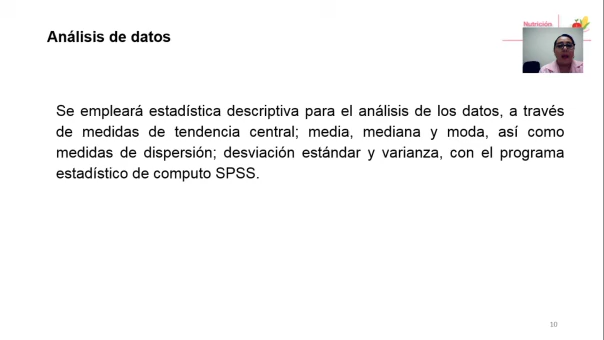 Nutrición
Análisis de datos
Se empleará estadística descriptiva para el análisis de los datos, a través
de medidas de tendencia central; media, mediana y moda, así como
medidas de dispersión; desviación estándar y varianza, con el programa
estadístico de computo SPSS.
10